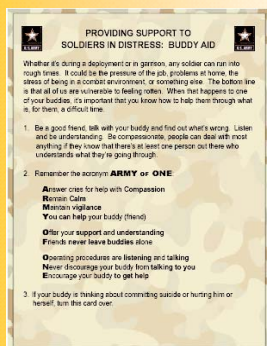 U.S. ARMY
PROVIDING SUPPORT TO
SOLDIERS IN DISTRESS: BUDDY AID
U.S. ARMY
Whether it's during a deployment or in garrison, any soldier can run into
rough times. It could be the pressure of the job, problems at home, the
stress of being in a combat environment, or something else. The bottom line
is that all of us are vulnerable to feeling rotten. When that happens to one
of your buddies, it's important that you know how to help them through what
is, for them, a difficult time.
1. Be a good friend, talk with your buddy and find out what's wrong. Listen
and be understanding. Be compassionate, people can deal with most
anything if they know that there's at least one person out there who
understands what they're going through.
2. Remember the acronym ARMY OF ONE:
Answer cries for help with Compassion
Remain Calm
Maintain vigilance
You can help your buddy (friend)
Offer your support and understanding
Friends never leave buddies alone
Operating procedures are listening and talking
Never discourage your buddy from talking to you
Encourage your buddy to get help
3. If your buddy is thinking about committing suicide or hurting him or
herself, turn this card over.